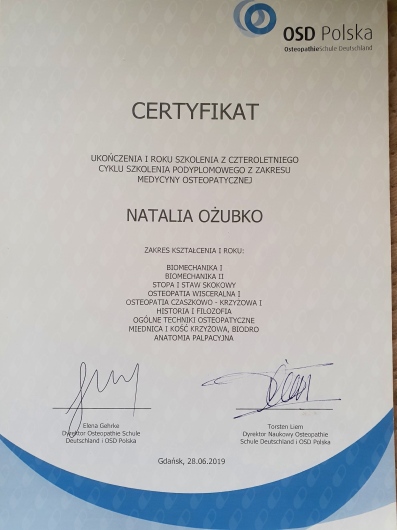 OSD Polska
OsteopathieSchule Deutschland
CERTYFIKAT
UKOŃCZENIA I ROKU SZKOLENIA Z CZTEROLETNIEGO
CYKLU SZKOLENIA PODYPLOMOWEGO Z ZAKRESU
MEDYCYNY OSTEOPATYCZNEJ
NATALIA OŻUBKO
ZAKRES KSZTAŁCENIA I ROKU:
BIOMECHANIKA I
BIOMECHANIKA II
STOPA I STAW SKOKOWY
OSTEOPATIA WISCERALNA I
OSTEOPATIA CZASZKOWO - KRZYŻOWA I
HISTORIA I FILOZOFIA
OGÓLNE TECHNIKI OSTEOPATYCZNE
MIEDNICA I KOŚĆ KRZYŻOWA, BIODRO
ANATOMIA PALPACYJNA
Elena Gehrke
Dyrektor Osteopathie Schule
Deutschland i OSD Polska
Torsten Liem
Dyrektor Naukowy Osteopathie
Schule Deutschland i OSD Polska
Gdańsk, 28.06.2019